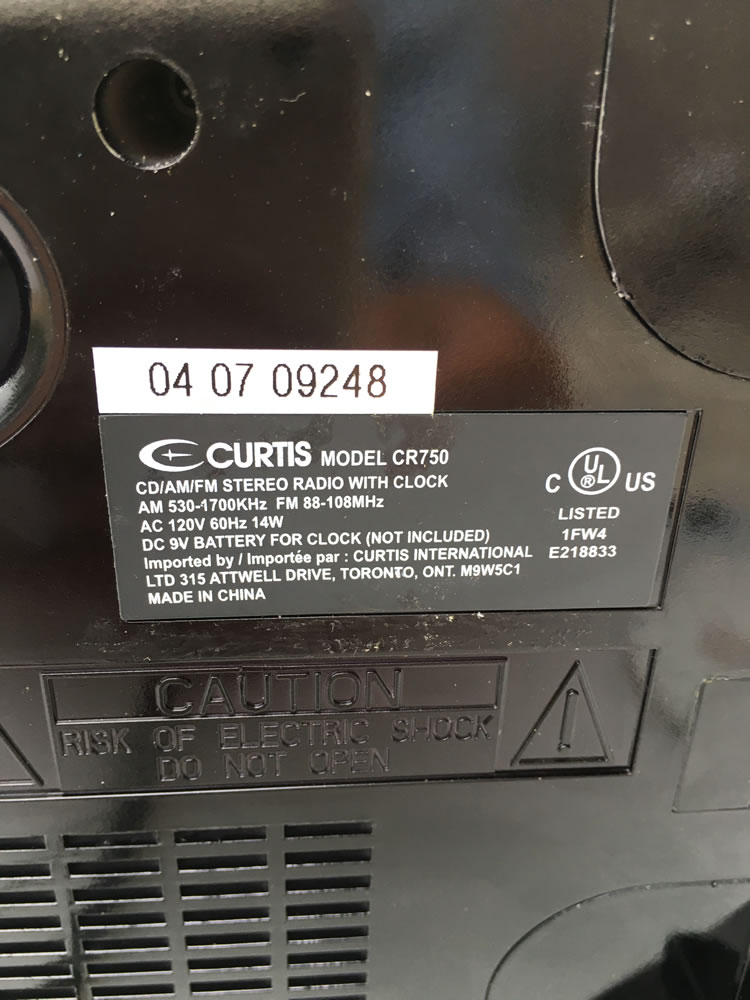 04 07 09248
CURTIS MODEL CR750
CD/AM/FM STEREO RADIO WITH CLOCK
AM 530-1700KHz FM 88-108MHz
AC 120V 60Hz 14W
DC 9V BATTERY FOR CLOCK (NOT INCLUDED)
Imported by / Importée par : CURTIS INTERNATIONAL
LTD 315 ATTWELL DRIVE, TORONTO, ONT. M9W5C1
MADE IN CHINA
C UL ® US
LISTED
1FW4
E218833
CAUTION
RISK OF ELECTRIC SHOCK
DO NOT OPEN
!